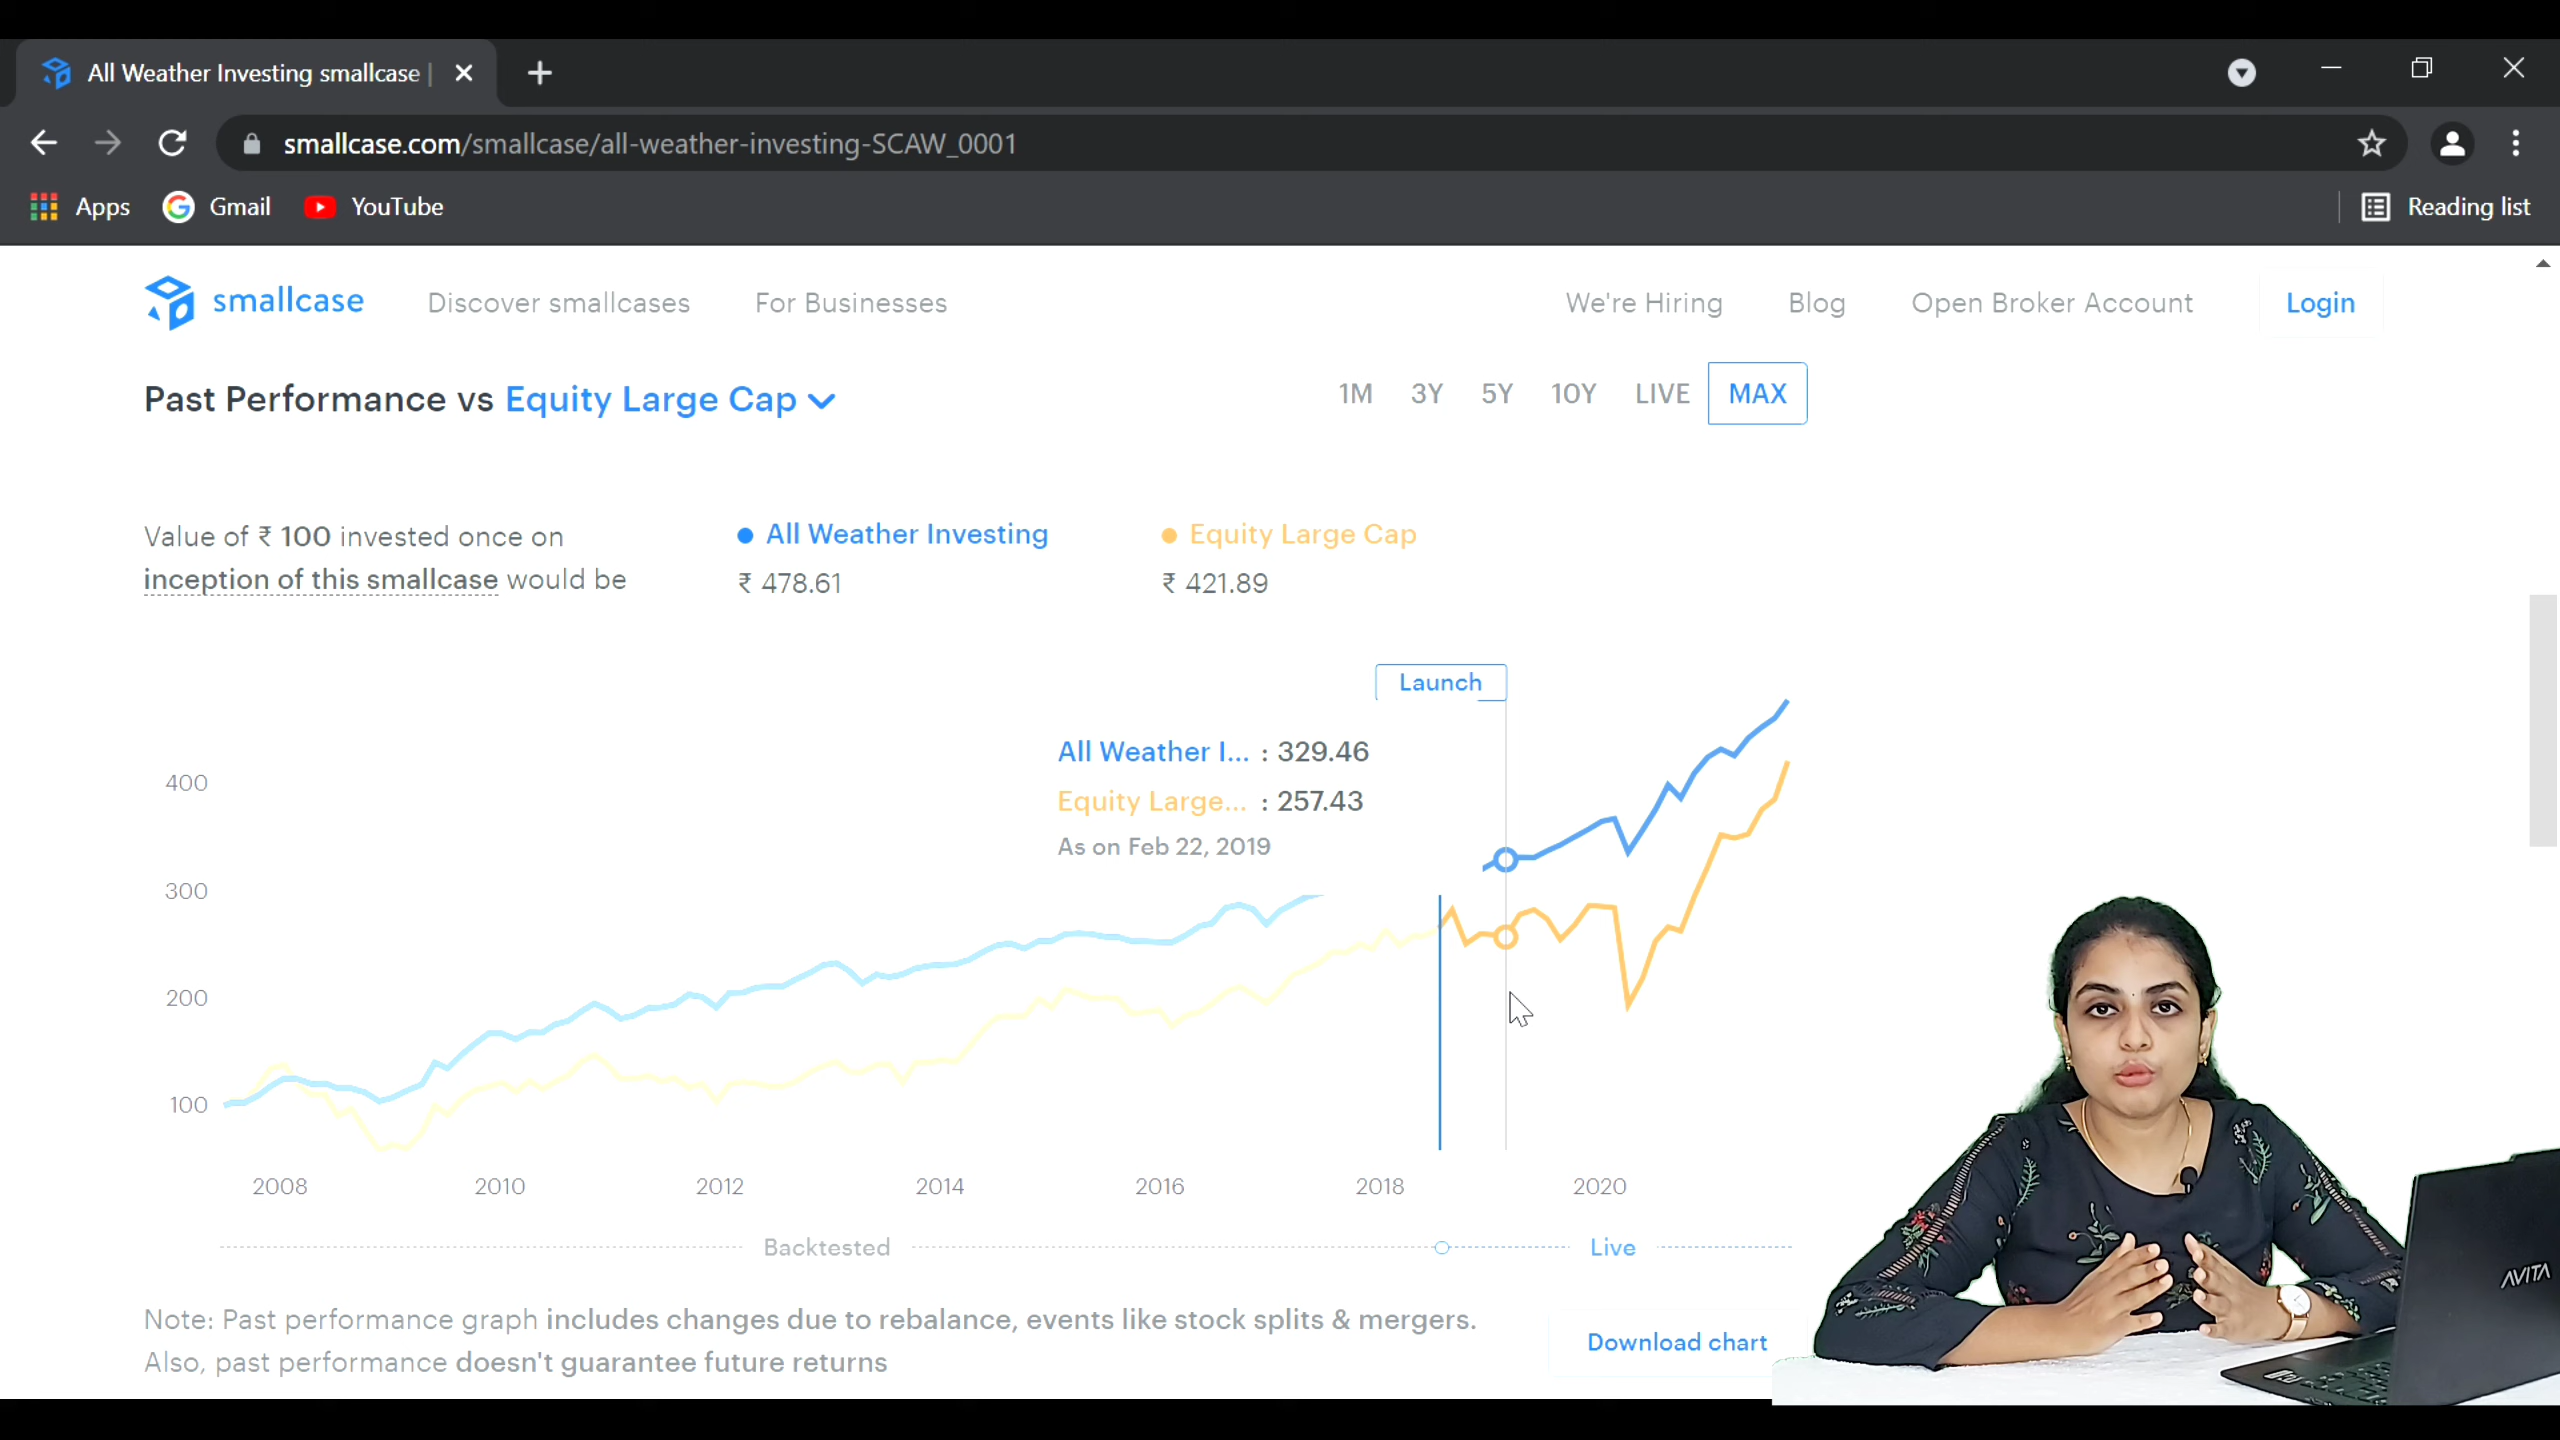 All Weather Investing smallcase |
smallcase.com/smallcase/all-weather-investing-SCAW_0001
Apps Gmail YouTube Reading list
smallcase Discover smallcases For Businesses We're Hiring Blog Open Broker Account Login
Past Performance vs Equity Large Cap 1M 3Y 5Y 10Y LIVE MAX
Value of ₹ 100 invested once on
inception of this smallcase would be
All Weather Investing
₹ 478.61
Equity Large Cap
₹ 421.89
Launch
All Weather I... : 329.46
Equity Large... : 257.43
As on Feb 22, 2019
400
300
200
100
2008 2010 2012 2014 2016 2018 2020
Backtested Live
Note: Past performance graph includes changes due to rebalance, events like stock splits & mergers.
Also, past performance doesn't guarantee future returns
Download chart
AVITA